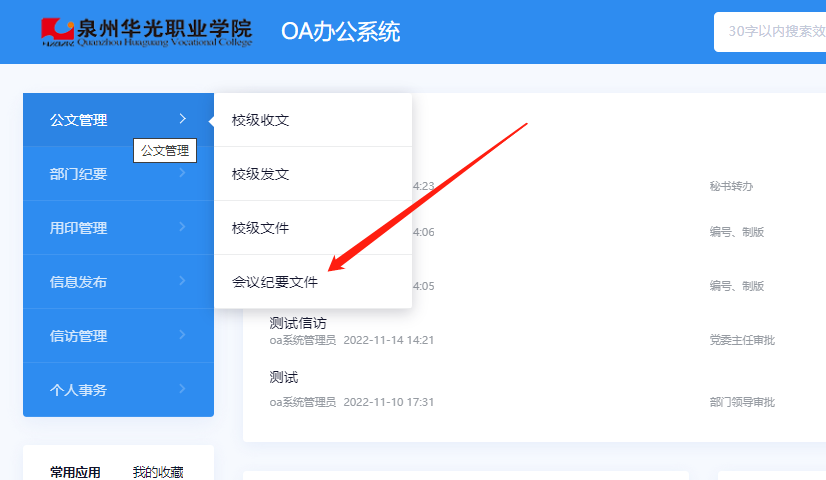 泉州华光职业学院
Quanzhou Huaguang Vocational College
OA办公系统
30字以内搜索效
公文管理
公文管理
部门纪要
用印管理
信息发布
信访管理
个人事务
校级收文
校级发文
校级文件
会议纪要文件
4:23
秘书转办
4:06
编号、制版
4:05
编号、制版
测试信访
oa系统管理员 2022-11-14 14:21
党委主任审批
测试
oa系统管理员 2022-11-10 17:31
部门领导审批
常用应用 我的收藏